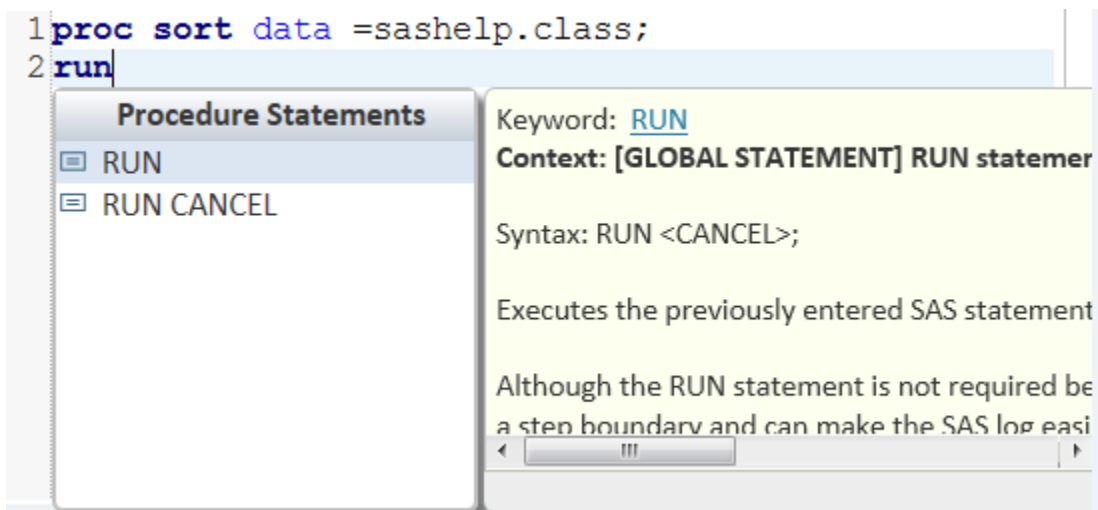 1 proc sort data =sashelp.class;
2 run
Procedure Statements
RUN
RUN CANCEL
Keyword: RUN
Context: [GLOBAL STATEMENT] RUN
Syntax: RUN <CANCEL>;
Executes the previously entered SAS statement
Although the RUN statement is not required be
a step boundary and can make the SAS log easi